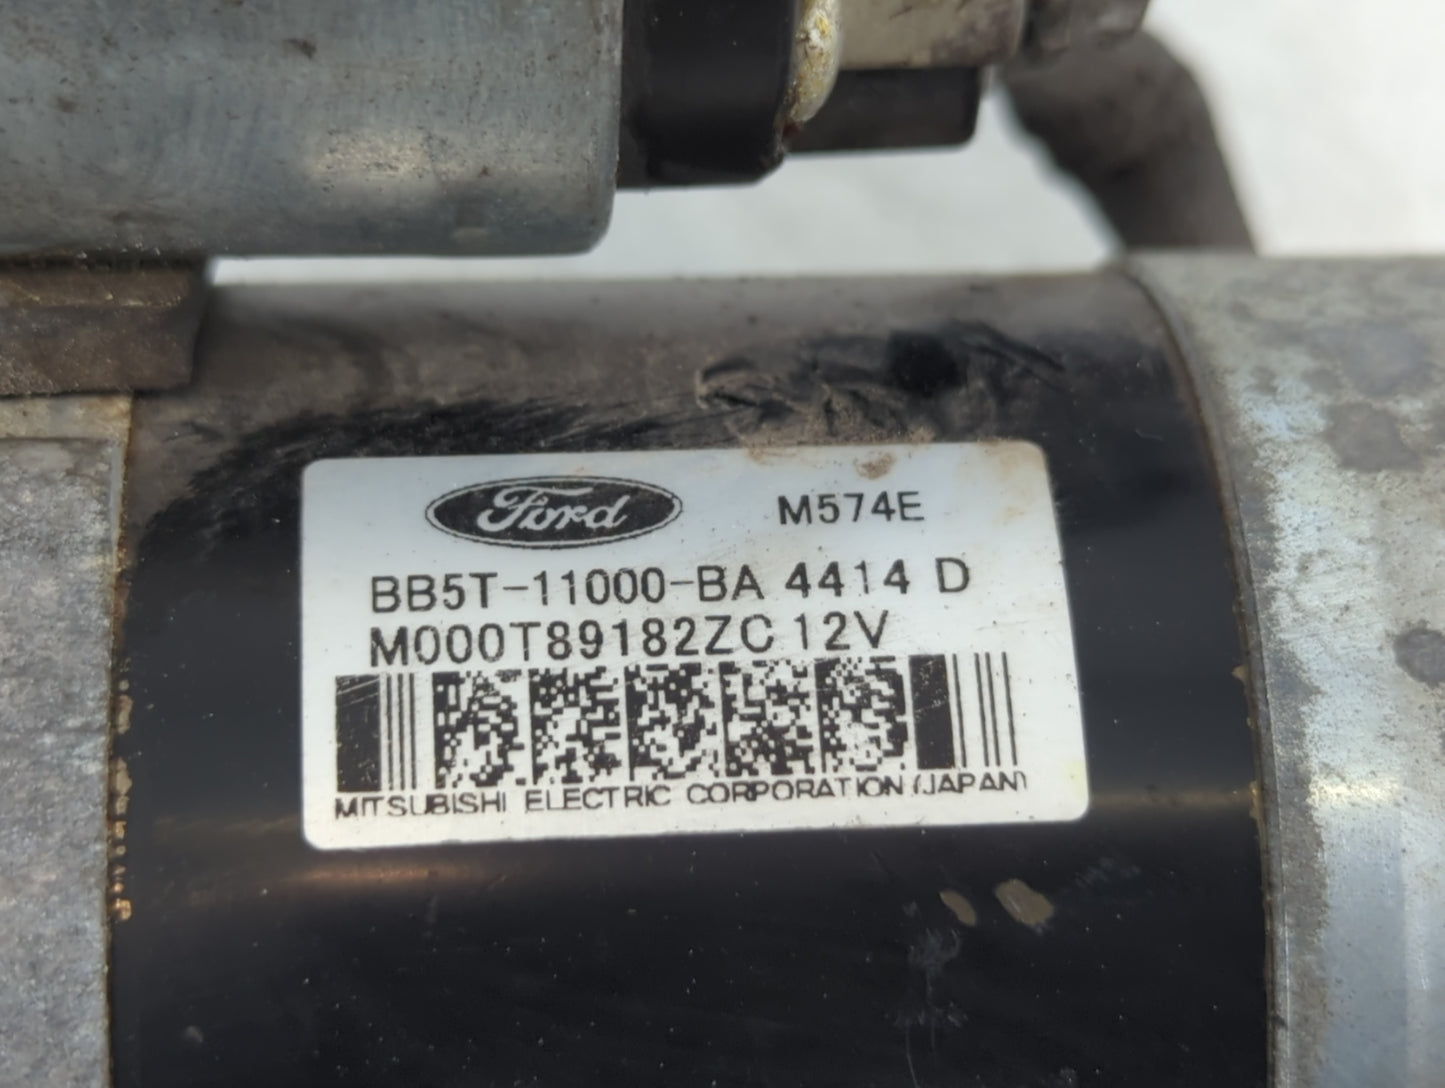 Ford M574E
BB5T-11000-BA 4414 D
M000T89182ZC 12V
MITSUBISHI ELECTRIC CORPORATION (JAPAN)